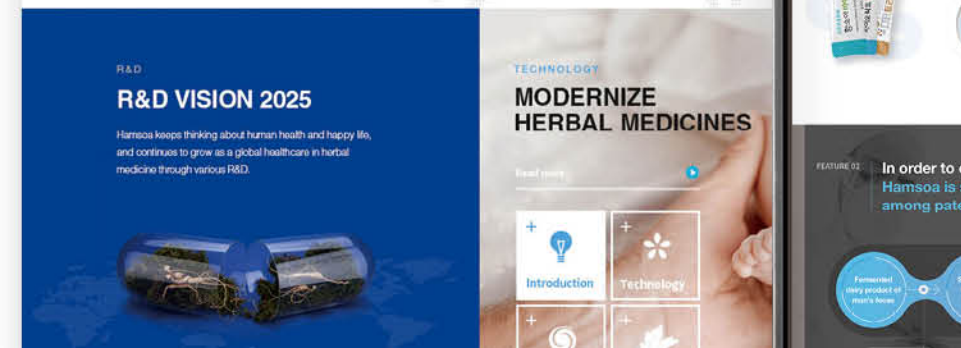 R&D
R&D VISION 2025
Hamsoa keeps thinking about human health and happy life,
and continues to grow as a global healthcare in herbal
medicine through various R&D.
TECHNOLOGY
MODERNIZE
HERBAL MEDICINES
Read more
Introduction
Technology
FEATURE 02
In order to
Hamsoa is
among pate
Fermented
dairy product of
man's feces